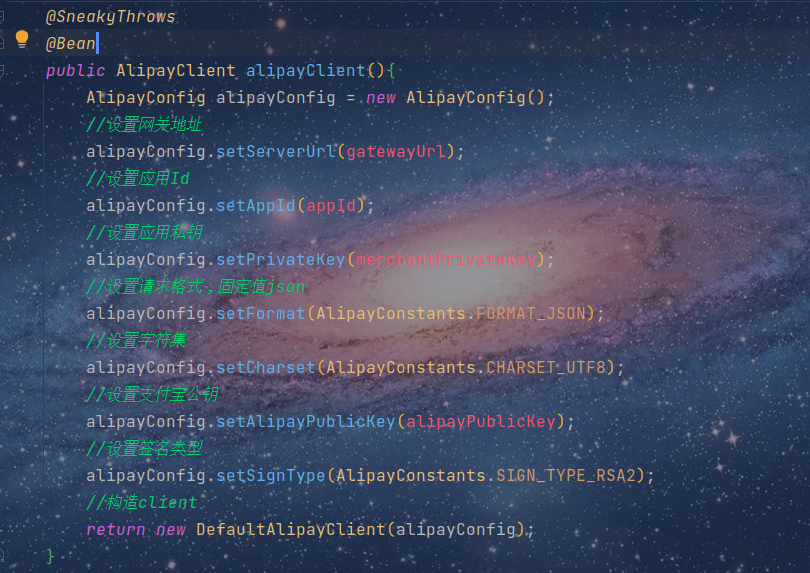 @SneakyThrows
@Bean
public AlipayClient alipayClient(){
AlipayConfig alipayConfig = new AlipayConfig();
//设置网关地址
alipayConfig.setServerUrl(gatewayUrl);
//设置应用Id
alipayConfig.setAppId(appId);
//设置应用私钥
alipayConfig.setPrivateKey(merchantPrivateKey);
//设置请求格式，固定值json
alipayConfig.setFormat(AlipayConstants.FORMAT_JSON);
//设置字符集
alipayConfig.setCharset(AlipayConstants.CHARSET_UTF8);
//设置支付宝公钥
alipayConfig.setAlipayPublicKey(alipayPublicKey);
//设置签名类型
alipayConfig.setSignType(AlipayConstants.SIGN_TYPE_RSA2);
//构造client
return new DefaultAlipayClient(alipayConfig);
}